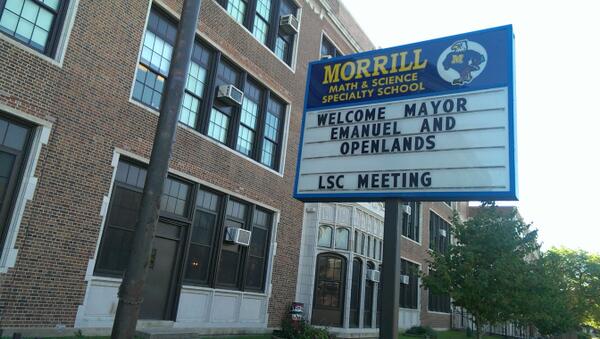 MORRILL
MATH & SCIENCE
SPECIALTY SCHOOL
M
WELCOME MAYOR
EMANUEL AND
OPENLANDS
LSC MEETING